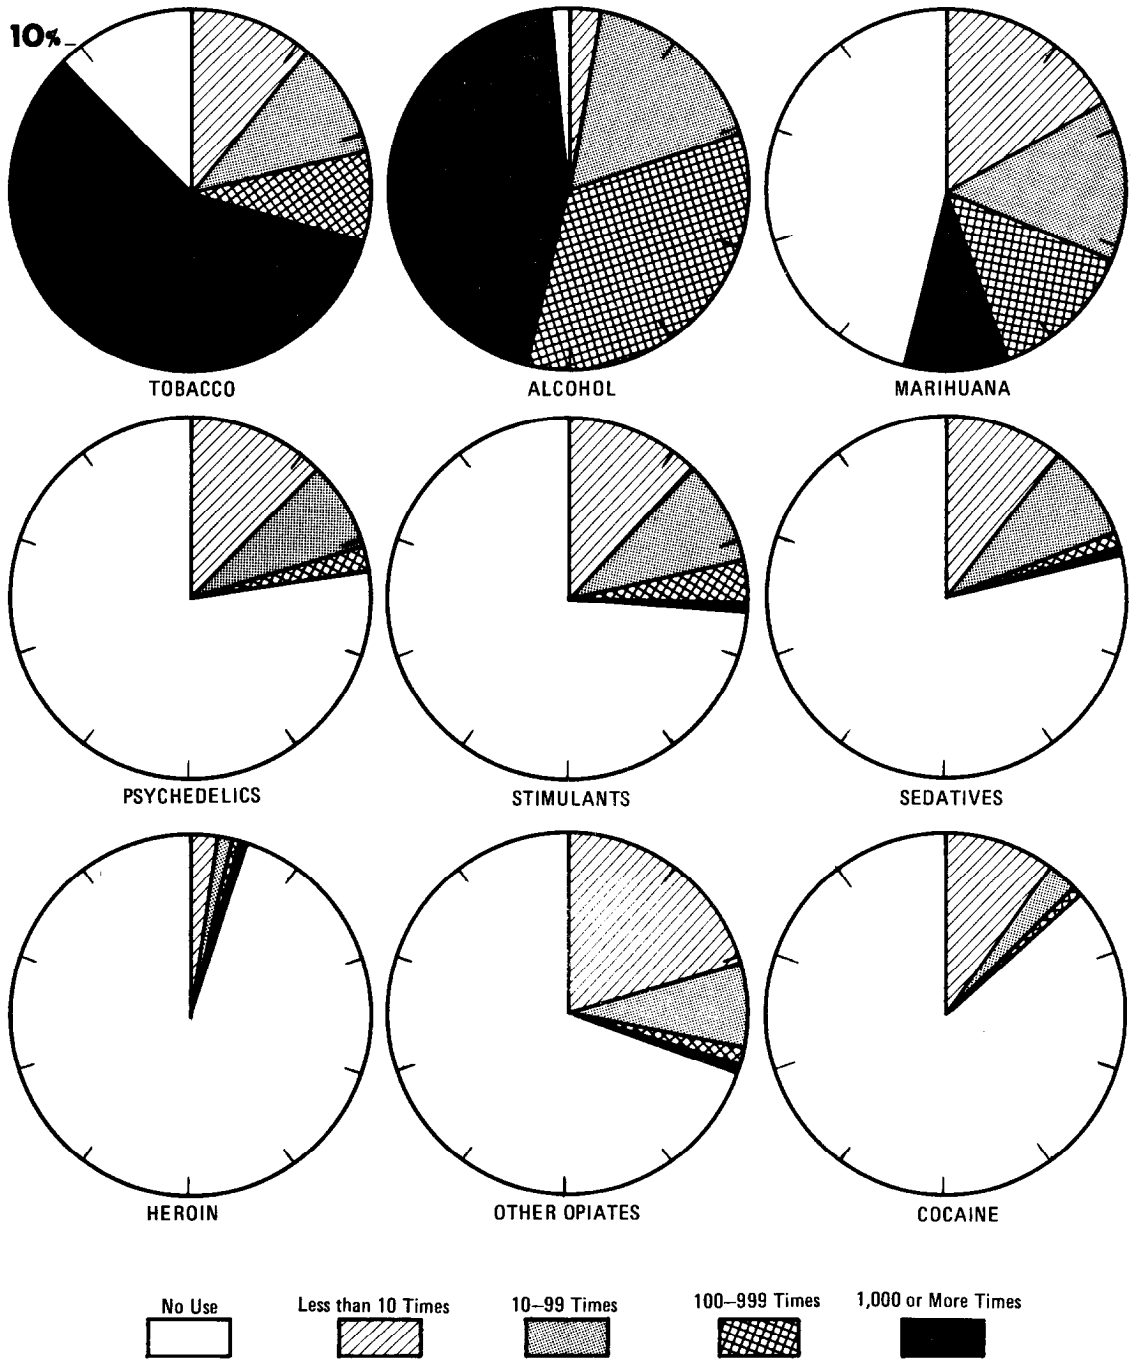 10%
TOBACCO
ALCOHOL
MARIHUANA
PSYCHEDELICS
STIMULANTS
SEDATIVES
HEROIN
OTHER OPIATES
COCAINE
No Use
Less than 10 Times
10–99 Times
100–999 Times
1,000 or More Times